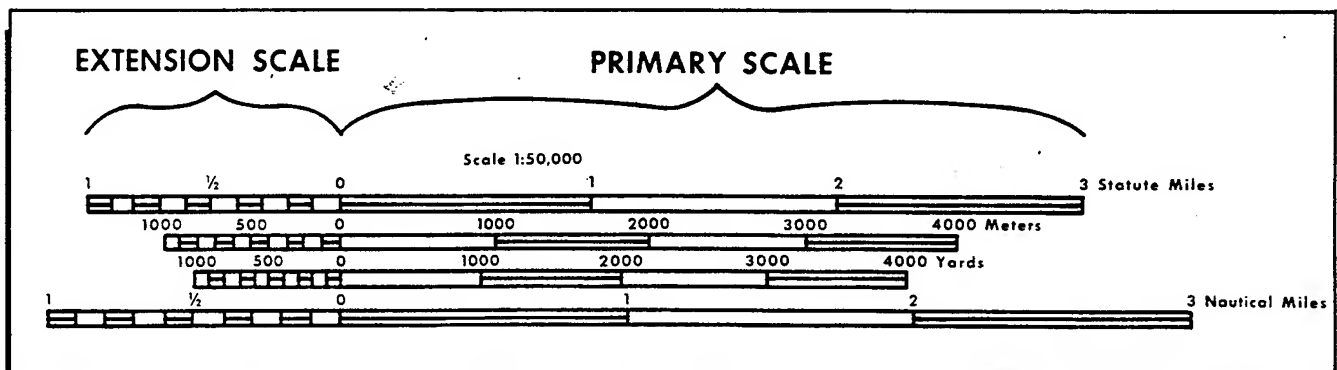 EXTENSION SCALE PRIMARY SCALE
Scale 1:50,000
1 ½ 0 1 2 3 Statute Miles
1000 500 0 1000 2000 3000 4000 Meters
1000 500 0 1000 2000 3000 4000 Yards
1 ½ 0 1 2 3 Nautical Miles